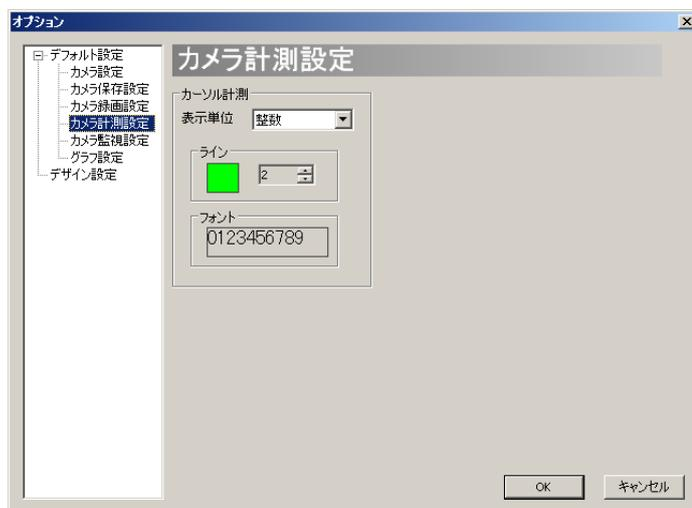 オプション
デフォルト設定
カメラ設定
カメラ保存設定
カメラ録画設定
カメラ計測設定
カメラ監視設定
グラフ設定
デザイン設定
カメラ計測設定
カーソル計測
表示単位 整数
ライン
2
フォント
0123456789
OK キャンセル